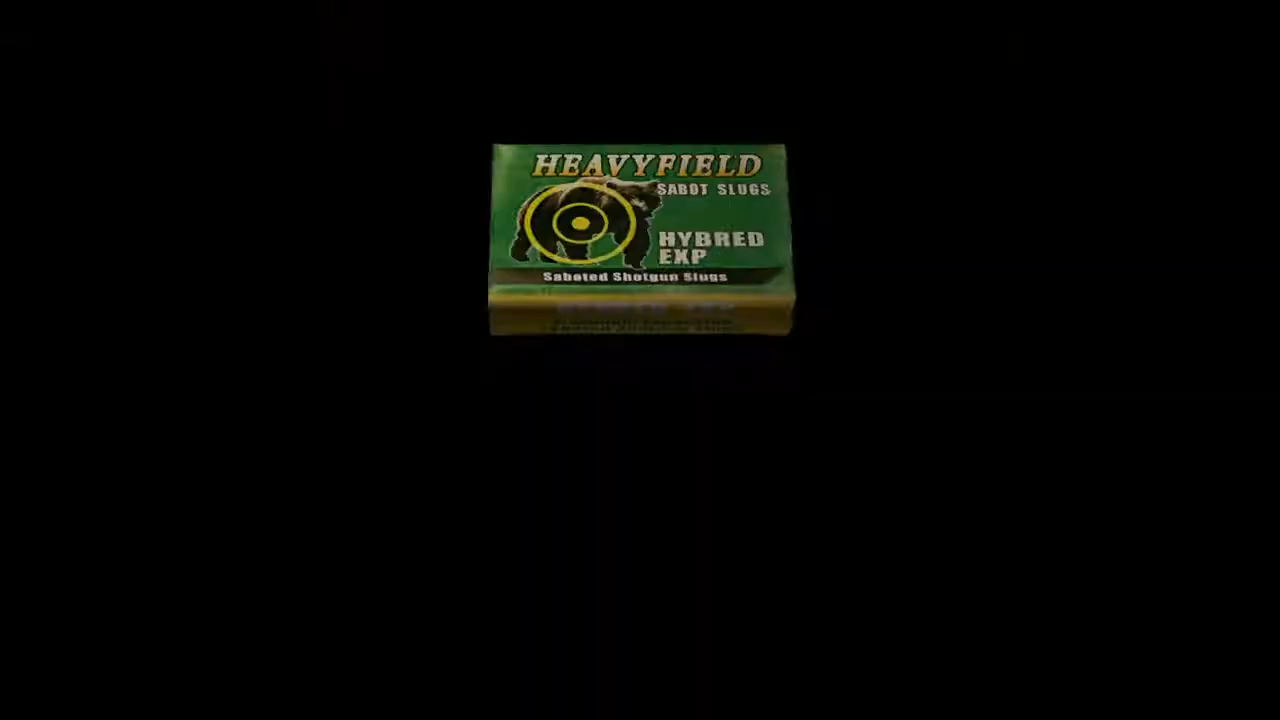 HEAVYFIELD
SABOT SLUGS
HYBRED
EXP
Saboted Shotgun Slugs